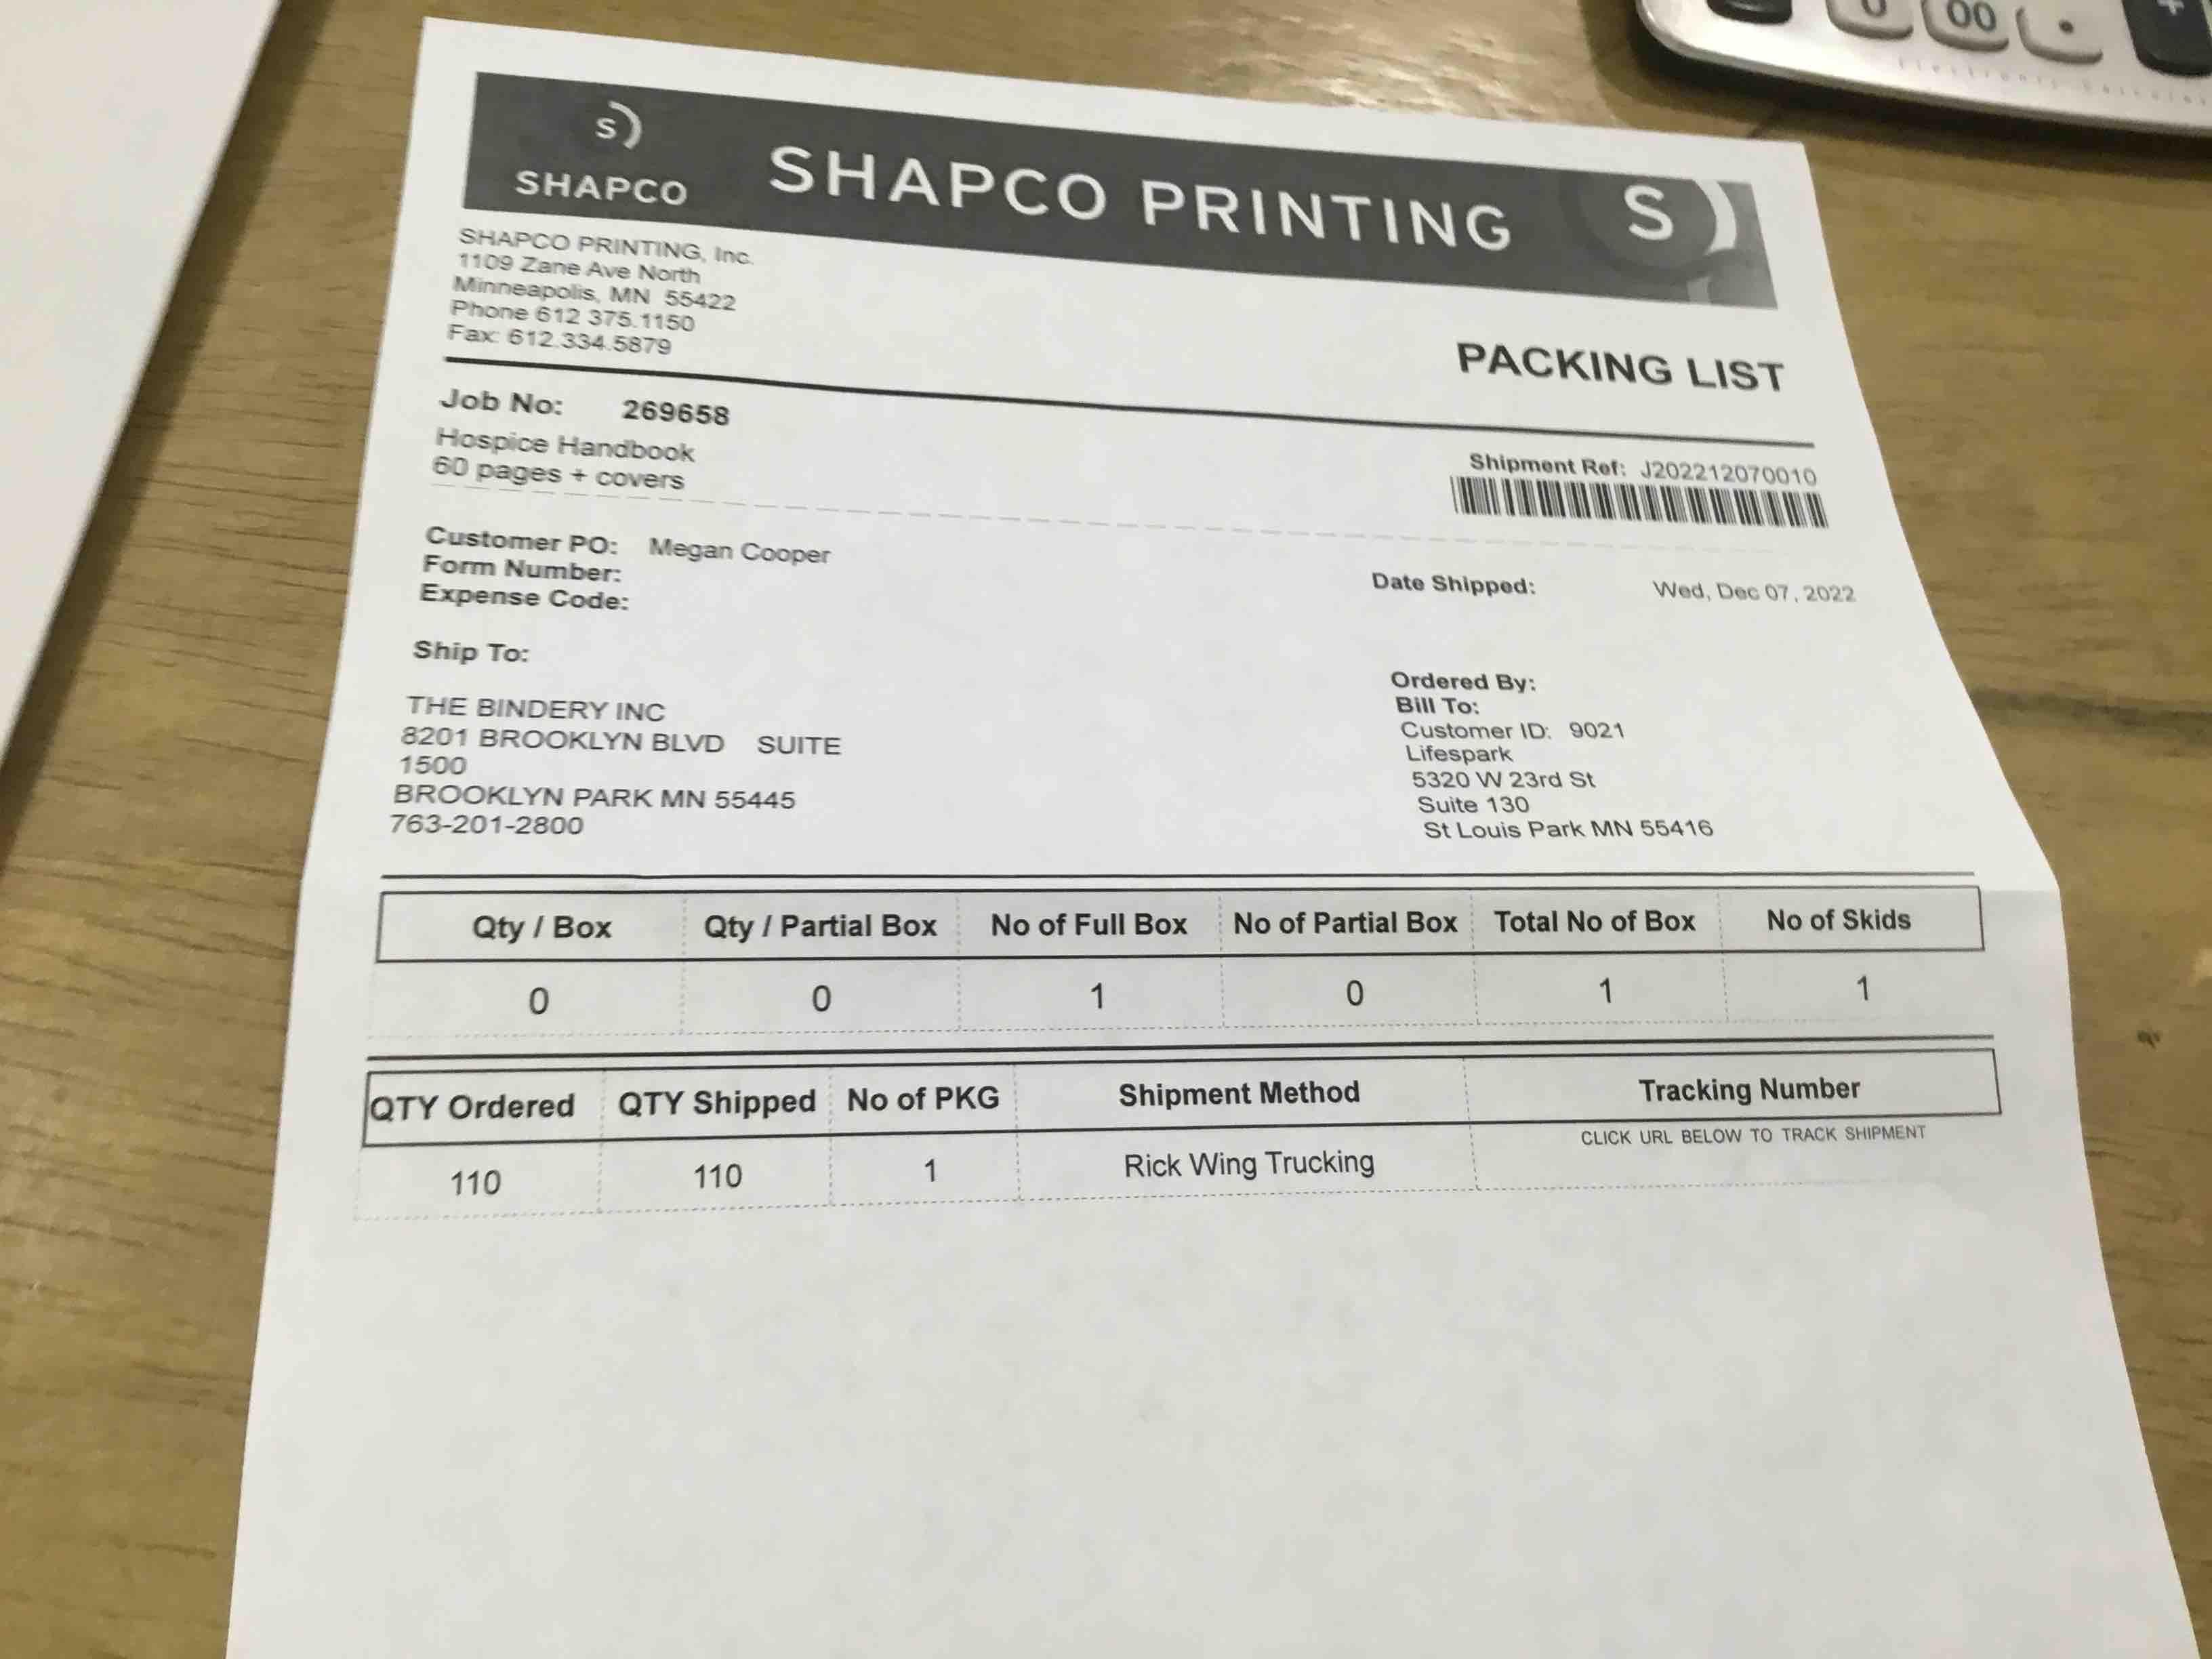 s)
SHAPCO
SHAPCO PRINTING
S)
SHAPCO PRINTING, Inc.
1109 Zane Ave North
Minneapolis, MN 55422
Phone 612 375.1150
Fax: 612.334.5879
PACKING LIST
Job No: 269658
Hospice Handbook
60 pages + covers
Shipment Ref: J202212070010
Customer PO: Megan Cooper
Form Number:
Expense Code:
Date Shipped: Wed, Dec 07, 2022
Ship To:
THE BINDERY INC
8201 BROOKLYN BLVD SUITE
1500
BROOKLYN PARK MN 55445
763-201-2800
Ordered By:
Bill To:
Customer ID: 9021
Lifespark
5320 W 23rd St
Suite 130
St Louis Park MN 55416
Qty / Box Qty / Partial Box No of Full Box No of Partial Box Total No of Box No of Skids
0 0 1 0 1 1
QTY Ordered QTY Shipped No of PKG Shipment Method Tracking Number
CLICK URL BELOW TO TRACK SHIPMENT
110 110 1 Rick Wing Trucking
0 00 . +